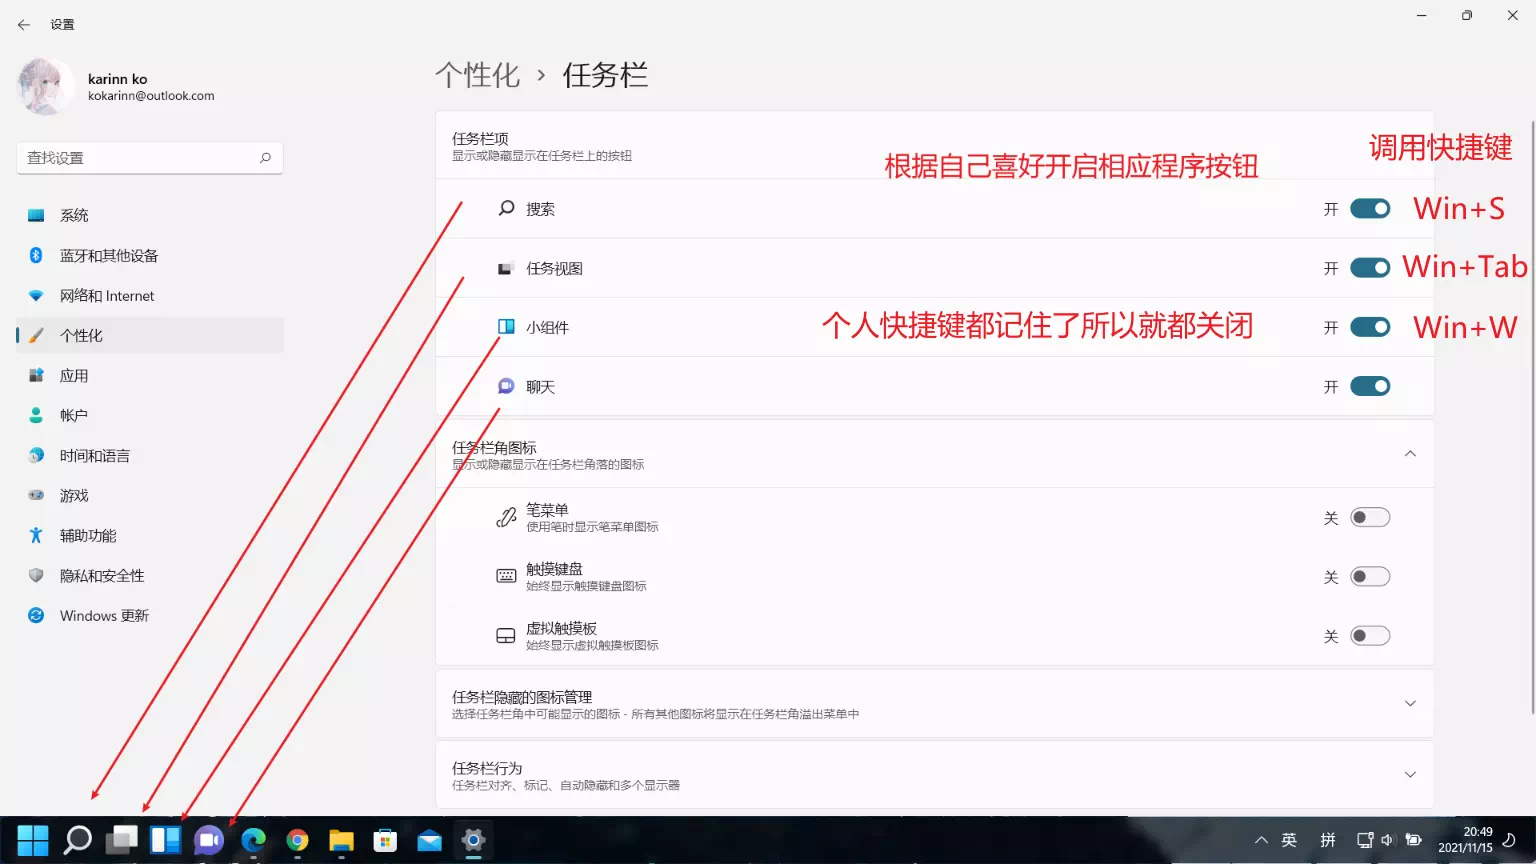 设置
karinn ko
kokarinn@outlook.com
查找设置
系统
蓝牙和其他设备
网络和 Internet
个性化
应用
帐户
时间和语言
游戏
辅助功能
隐私和安全性
Windows 更新
个性化 › 任务栏
任务栏项
显示或隐藏显示在任务栏上的按钮
根据自己喜好开启相应程序按钮
调用快捷键
搜索 开 Win+S
任务视图 开 Win+Tab
小组件 个人快捷键都记住了所以就都关闭 开 Win+W
聊天 开
任务栏角图标
显示或隐藏显示在任务栏角落的图标
笔菜单
使用笔时显示笔菜单图标
关
触摸键盘
始终显示触摸键盘图标
关
虚拟触摸板
始终显示虚拟触摸板图标
关
任务栏隐藏的图标管理
选择任务栏角中可能显示的图标 - 所有其他图标将显示在任务栏角溢出菜单中
任务栏行为
任务栏对齐、标记、自动隐藏和多个显示器
英 拼
20:49
2021/11/15